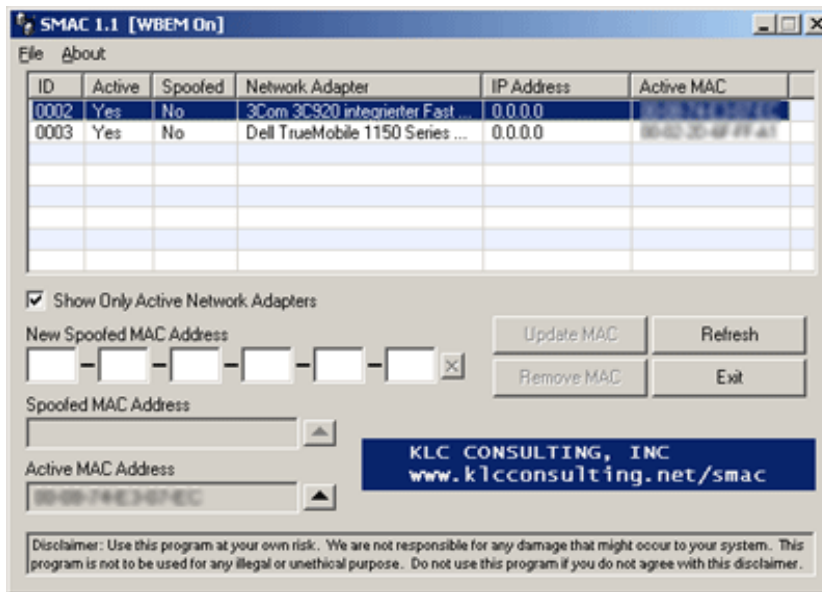 SMAC 1.1 [WBEM On]
File About
ID Active Spoofed Network Adapter IP Address Active MAC
0002 Yes No 3Com 3C920 integrierter Fast ... 0.0.0.0
0003 Yes No Dell TrueMobile 1150 Series ... 0.0.0.0
Show Only Active Network Adapters
New Spoofed MAC Address
Update MAC Refresh
Remove MAC Exit
Spoofed MAC Address
KLC CONSULTING, INC
www.klcconsulting.net/smac
Active MAC Address
Disclaimer: Use this program at your own risk. We are not responsible for any damage that might occur to your system. This
program is not to be used for any illegal or unethical purpose. Do not use this program if you do not agree with this disclaimer.